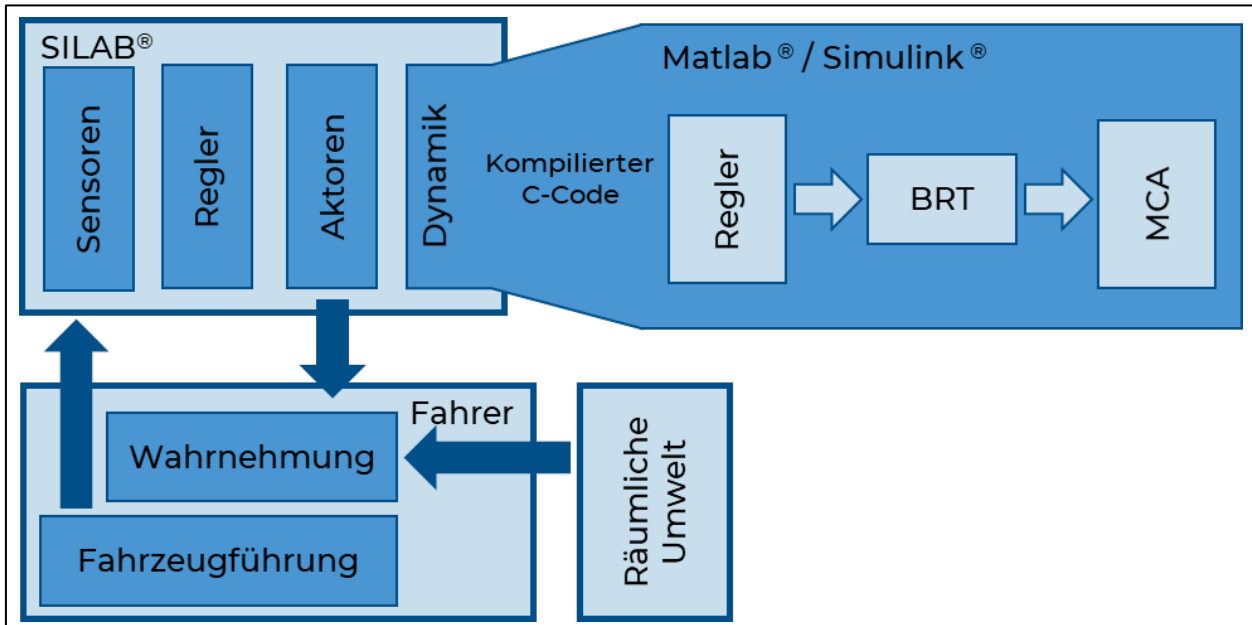 SILAB®
Sensoren
Regler
Aktoren
Dynamik
Matlab® / Simulink®
Kompilierter
C-Code
Regler
BRT
MCA
Fahrer
Wahrnehmung
Fahrzeugführung
Räumliche
Umwelt